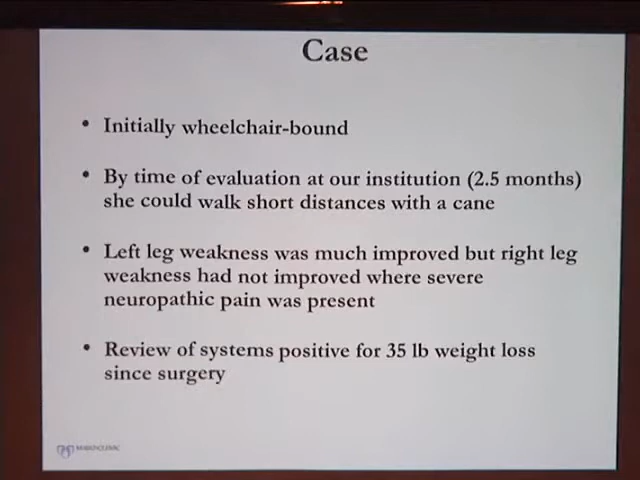 Case
• Initially wheelchair-bound
• By time of evaluation at our institution (2.5 months)
she could walk short distances with a cane
• Left leg weakness was much improved but right leg
weakness had not improved where severe
neuropathic pain was present
• Review of systems positive for 35 lb weight loss
since surgery